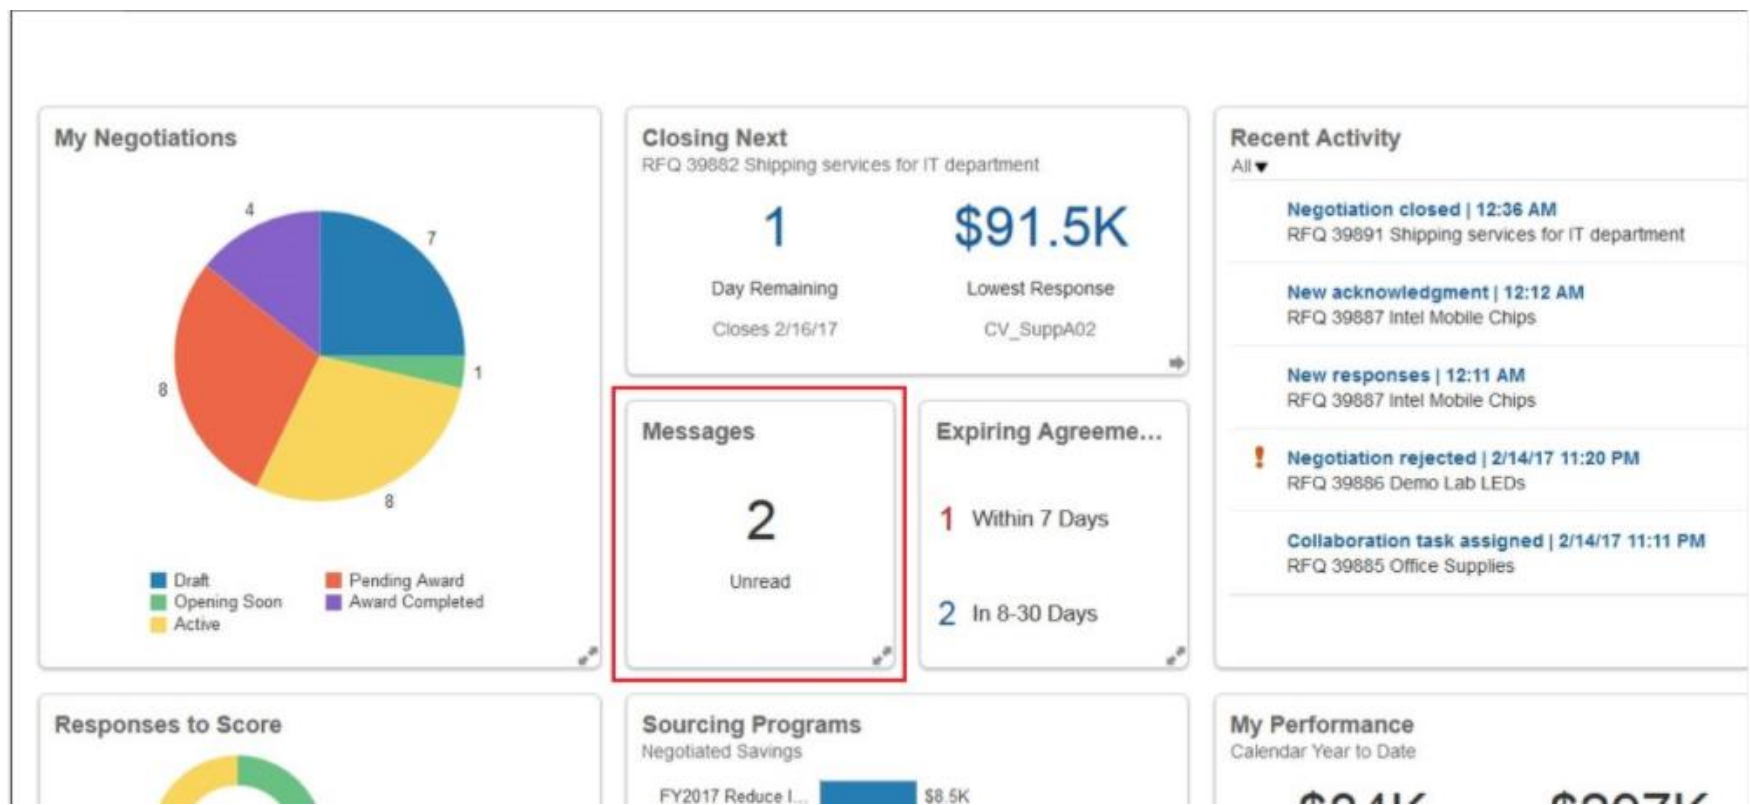 My Negotiations
4
7
1
8
8
Draft
Opening Soon
Active
Pending Award
Award Completed
Closing Next
RFQ 39882 Shipping services for IT department
1
Day Remaining
Closes 2/16/17
$91.5K
Lowest Response
CV_SuppA02
Messages
2
Unread
Expiring Agreeme...
1 Within 7 Days
2 In 8-30 Days
Recent Activity
All
Negotiation closed | 12:36 AM
RFQ 39891 Shipping services for IT department
New acknowledgment | 12:12 AM
RFQ 39887 Intel Mobile Chips
New responses | 12:11 AM
RFQ 39887 Intel Mobile Chips
Negotiation rejected | 2/14/17 11:20 PM
RFQ 39886 Demo Lab LEDs
Collaboration task assigned | 2/14/17 11:11 PM
RFQ 39885 Office Supplies
Responses to Score
Sourcing Programs
Negotiated Savings
FY2017 Reduce I...
$8.5K
My Performance
Calendar Year to Date